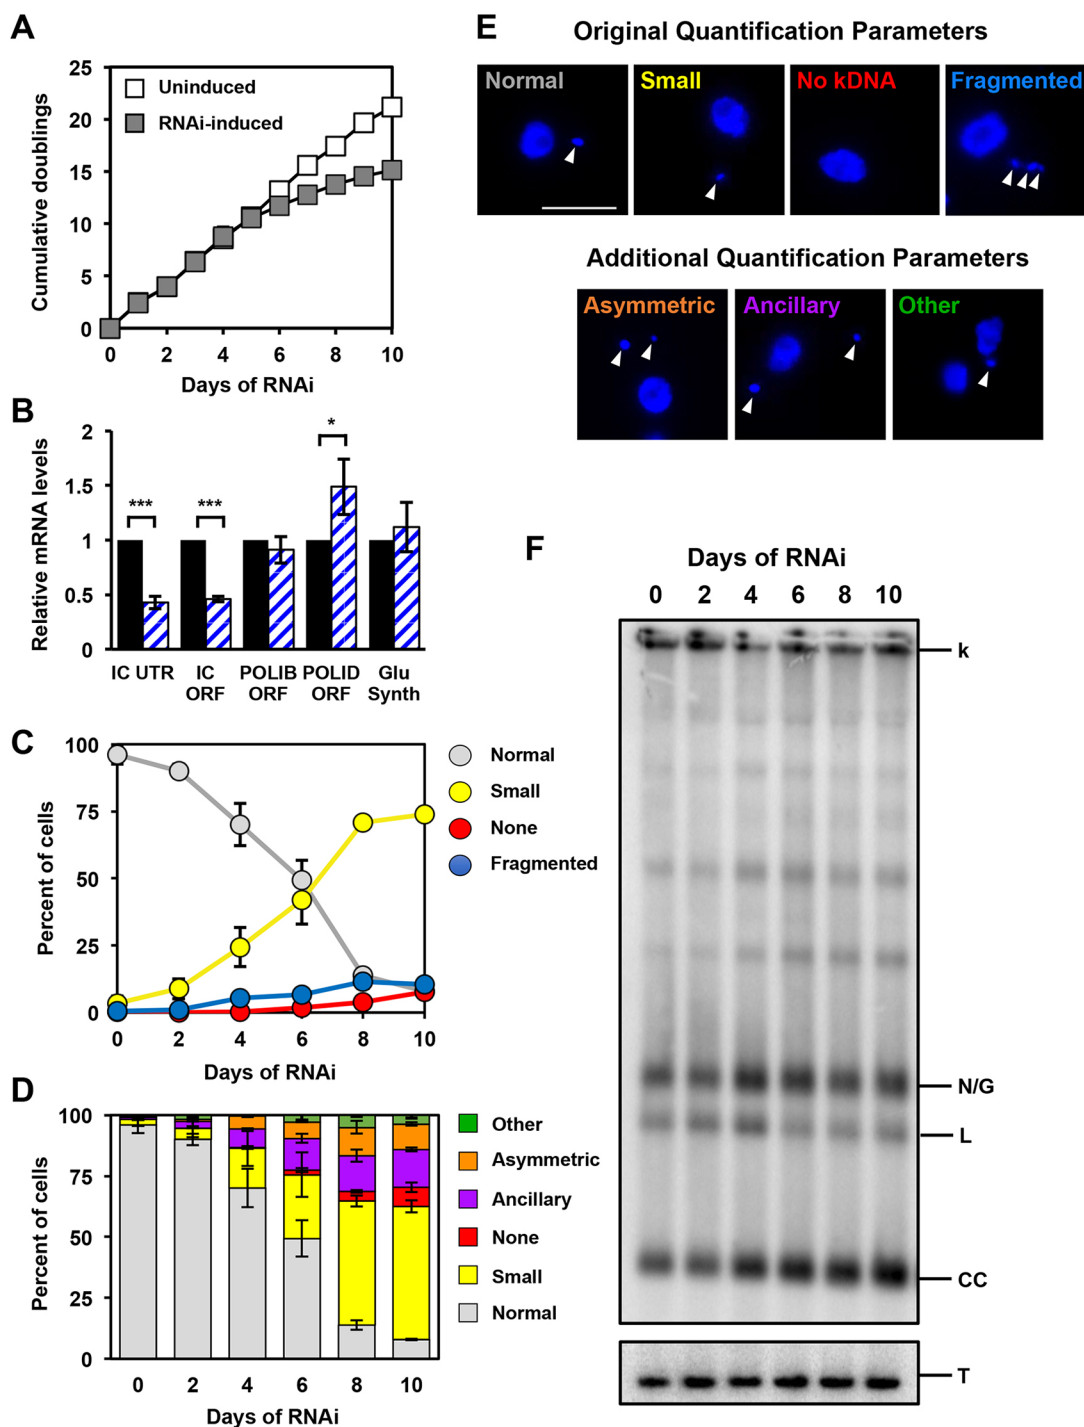 A
25
20
15
10
5
0
Cumulative doublings
Uninduced
RNAi-induced
0 2 4 6 8 10
Days of RNAi
B
2
1.5
1
0.5
0
Relative mRNA levels
*** *** *
IC UTR IC ORF POLIB ORF POLID ORF Glu Synth
C
100
75
50
25
0
Percent of cells
Normal
Small
None
Fragmented
0 2 4 6 8 10
Days of RNAi
D
100
75
50
25
0
Percent of cells
Other
Asymmetric
Ancillary
None
Small
Normal
0 2 4 6 8 10
Days of RNAi
E
Original Quantification Parameters
Normal Small No kDNA Fragmented
Additional Quantification Parameters
Asymmetric Ancillary Other
F
Days of RNAi
0 2 4 6 8 10
k
N/G
L
CC
T